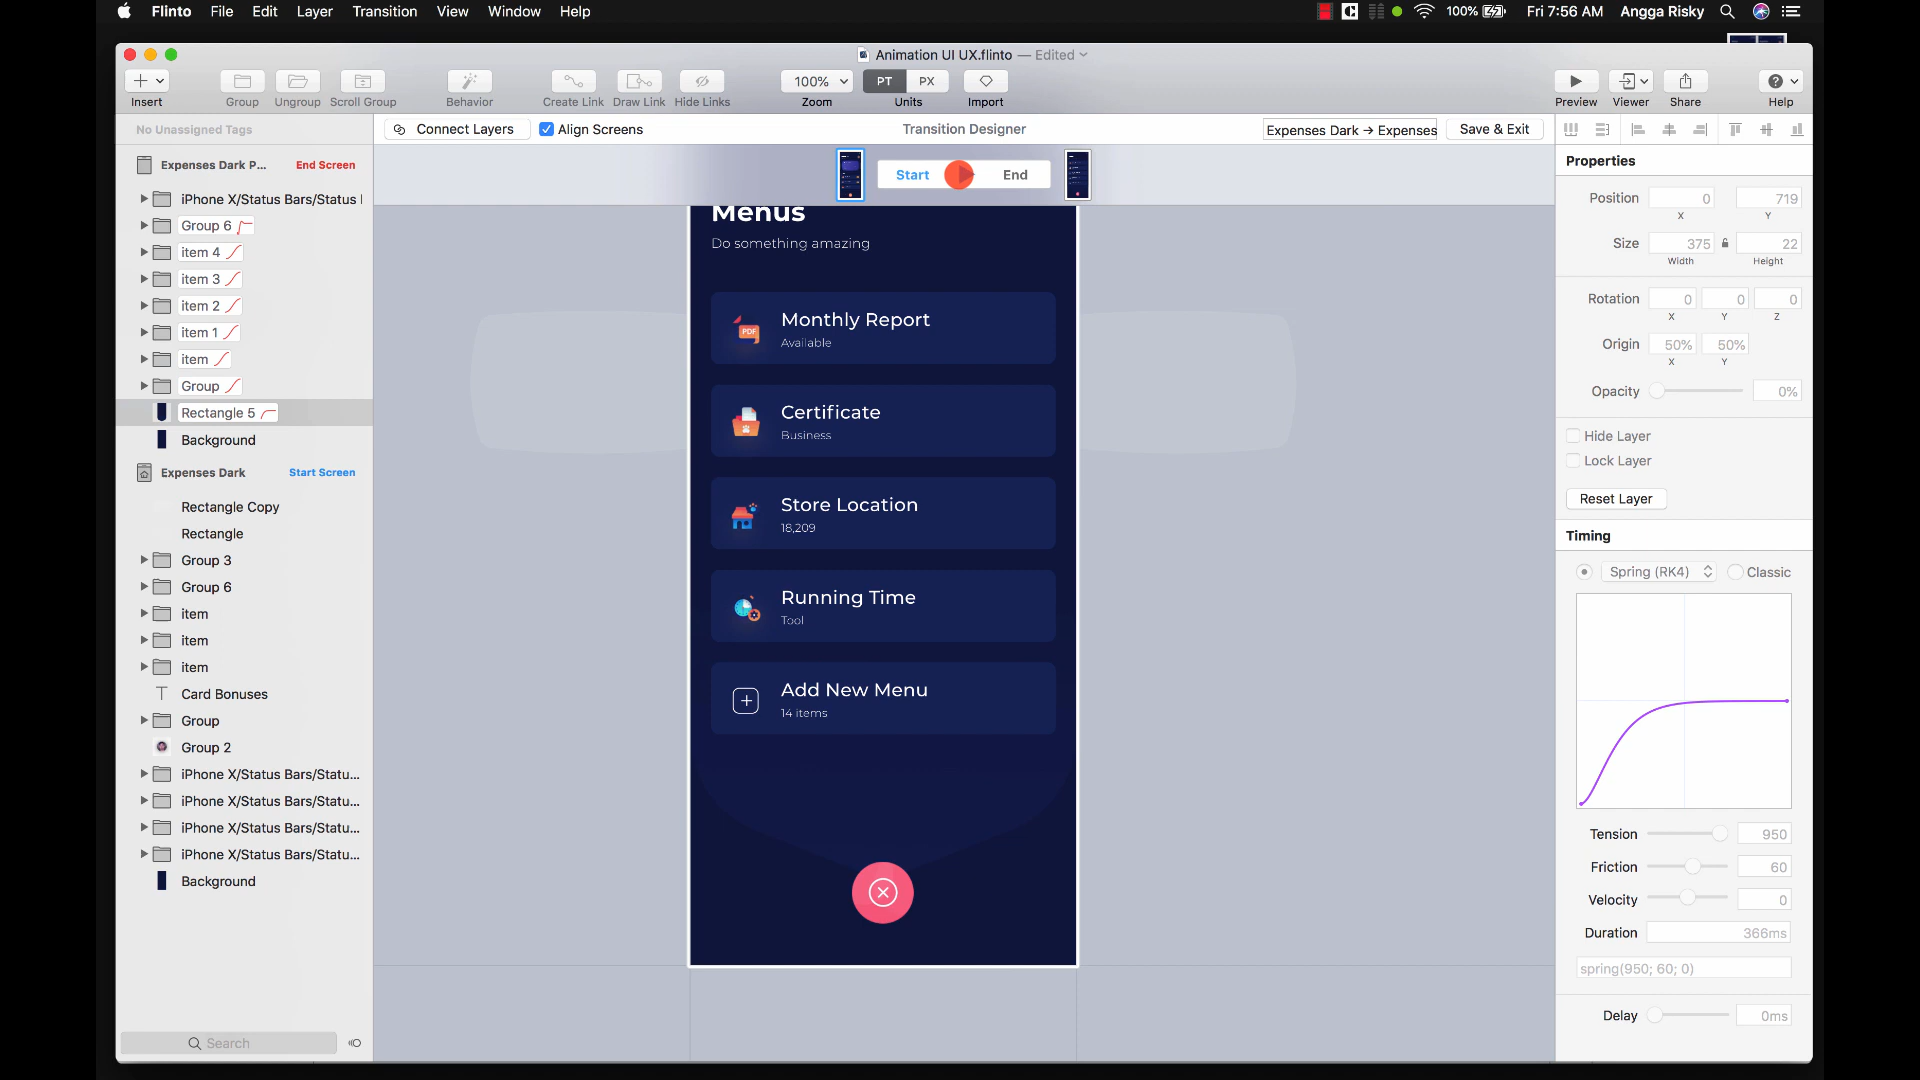 Flinto File Edit Layer Transition View Window Help
100% Fri 7:56 AM Angga Risky
Animation UI UX.flinto — Edited
100% PT PX
Insert Group Ungroup Scroll Group Behavior Create Link Draw Link Hide Links Zoom Units Import Preview Viewer Share Help
No Unassigned Tags
Connect Layers Align Screens Transition Designer Expenses Dark → Expenses Save & Exit
Start End
Expenses Dark P... End Screen
iPhone X/Status Bars/Status
Group 6
item 4
item 3
item 2
item 1
item
Group
Rectangle 5
Background
Expenses Dark Start Screen
Rectangle Copy
Rectangle
Group 3
Group 6
item
item
item
Card Bonuses
Group
Group 2
iPhone X/Status Bars/Statu...
iPhone X/Status Bars/Statu...
iPhone X/Status Bars/Statu...
iPhone X/Status Bars/Statu...
Background
Search
Menus
Do something amazing
PDF
Monthly Report
Available
Certificate
Business
Store Location
18,209
Running Time
Tool
Add New Menu
14 items
Properties
Position 0 719
X Y
Size 375 22
Width Height
Rotation 0 0 0
X Y Z
Origin 50% 50%
X Y
Opacity 0%
Hide Layer
Lock Layer
Reset Layer
Timing
Spring (RK4) Classic
Tension 950
Friction 60
Velocity 0
Duration 366ms
spring(950; 60; 0)
Delay 0ms